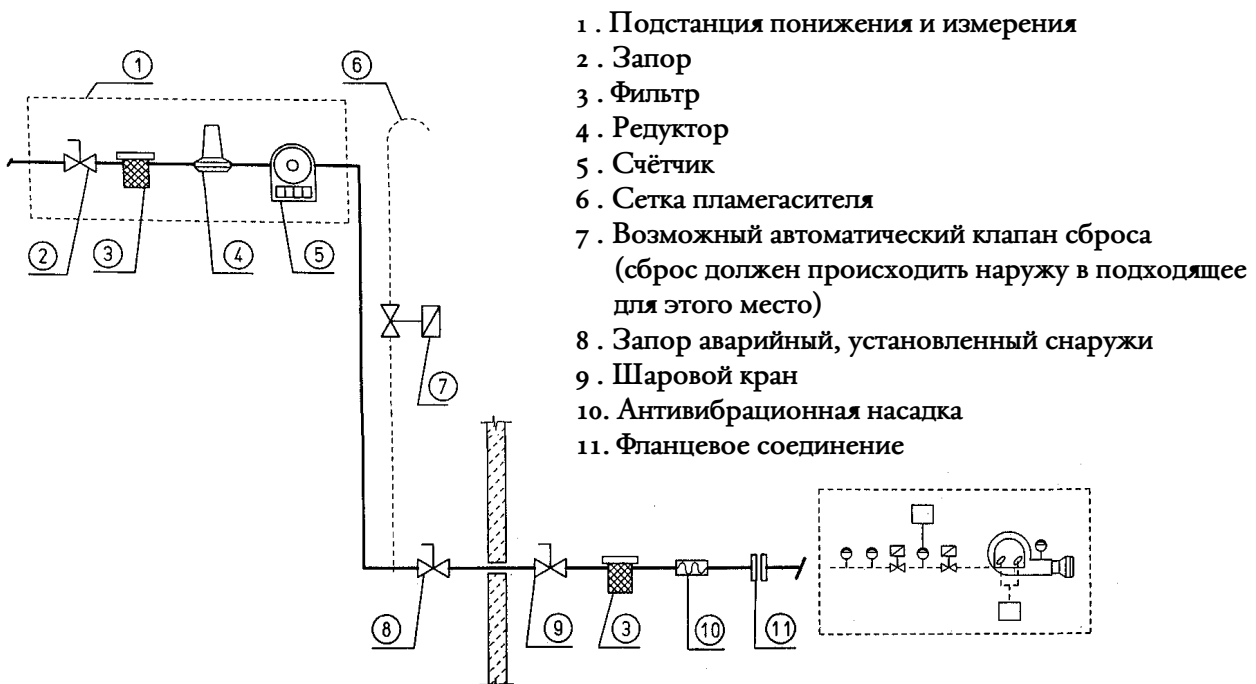 1 . Подстанция понижения и измерения
2 . Запор
3 . Фильтр
4 . Редуктор
5 . Счётчик
6 . Сетка пламегасителя
7 . Возможный автоматический клапан сброса
(сброс должен происходить наружу в подходящее
для этого место)
8 . Запор аварийный, установленный снаружи
9 . Шаровой кран
10. Антивибрационная насадка
11. Фланцевое соединение
1
6
2
3
4
5
7
8
9
3
10
11